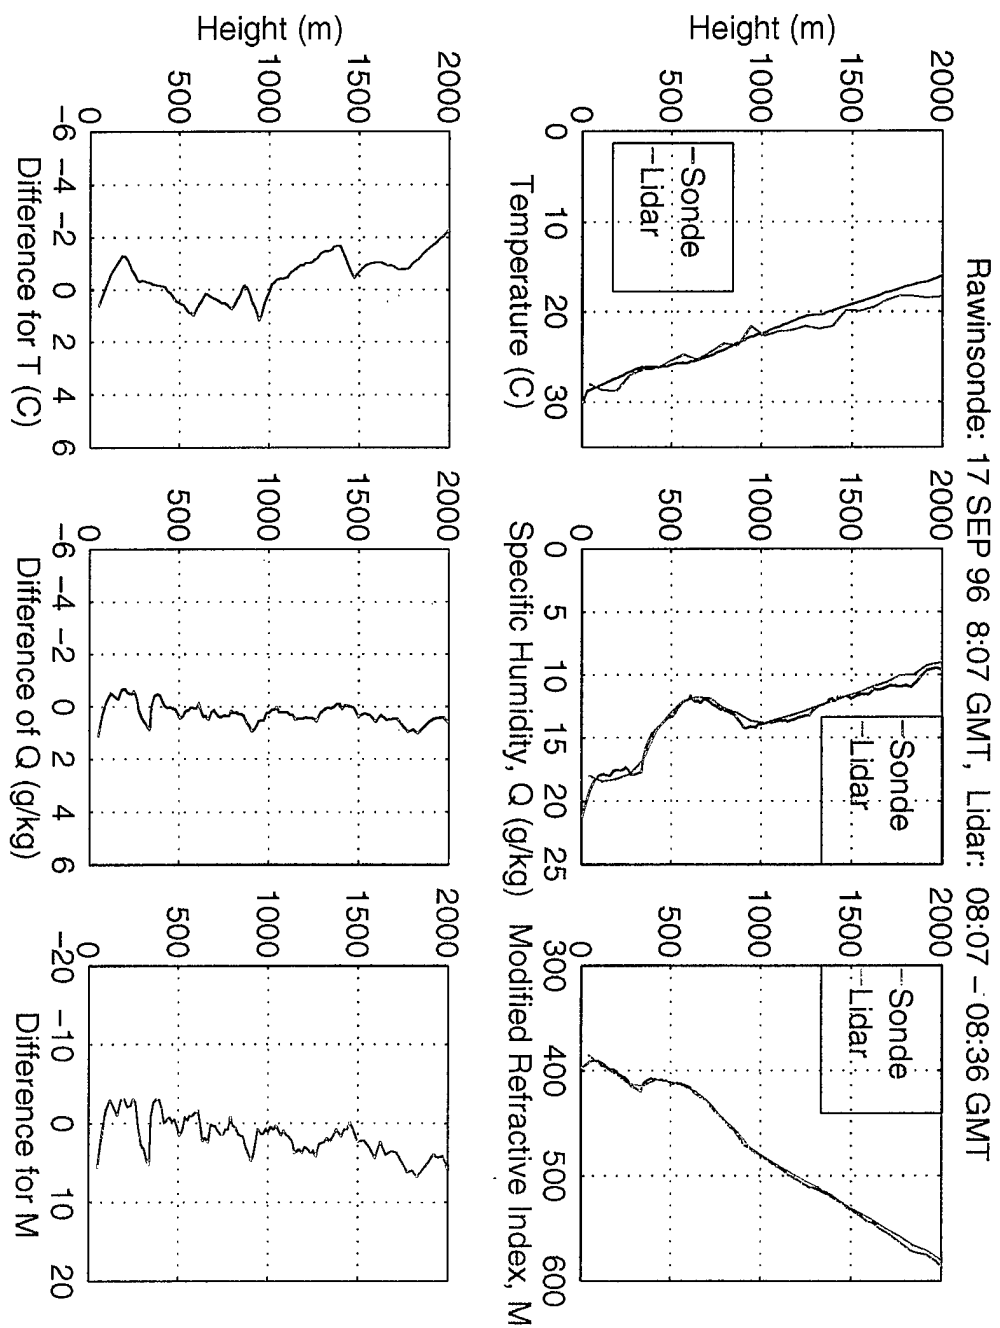 Rawinsonde: 17 SEP 96 8:07 GMT, Lidar: 08:07 – 08:36 GMT
Height (m)
2000
1500
1000
500
0
0 10 20 30
Temperature (C)
–Sonde
–Lidar
2000
1500
1000
500
0
0 5 10 15 20 25
Specific Humidity, Q (g/kg)
–Sonde
–Lidar
2000
1500
1000
500
0
300 400 500 600
Modified Refractive Index, M
–Sonde
–Lidar
Height (m)
2000
1500
1000
500
−6 −4 −2 0 2 4 6
Difference for T (C)
2000
1500
1000
500
−6 −4 −2 0 2 4 6
Difference of Q (g/kg)
2000
1500
1000
500
−20 −10 0 10 20
Difference for M